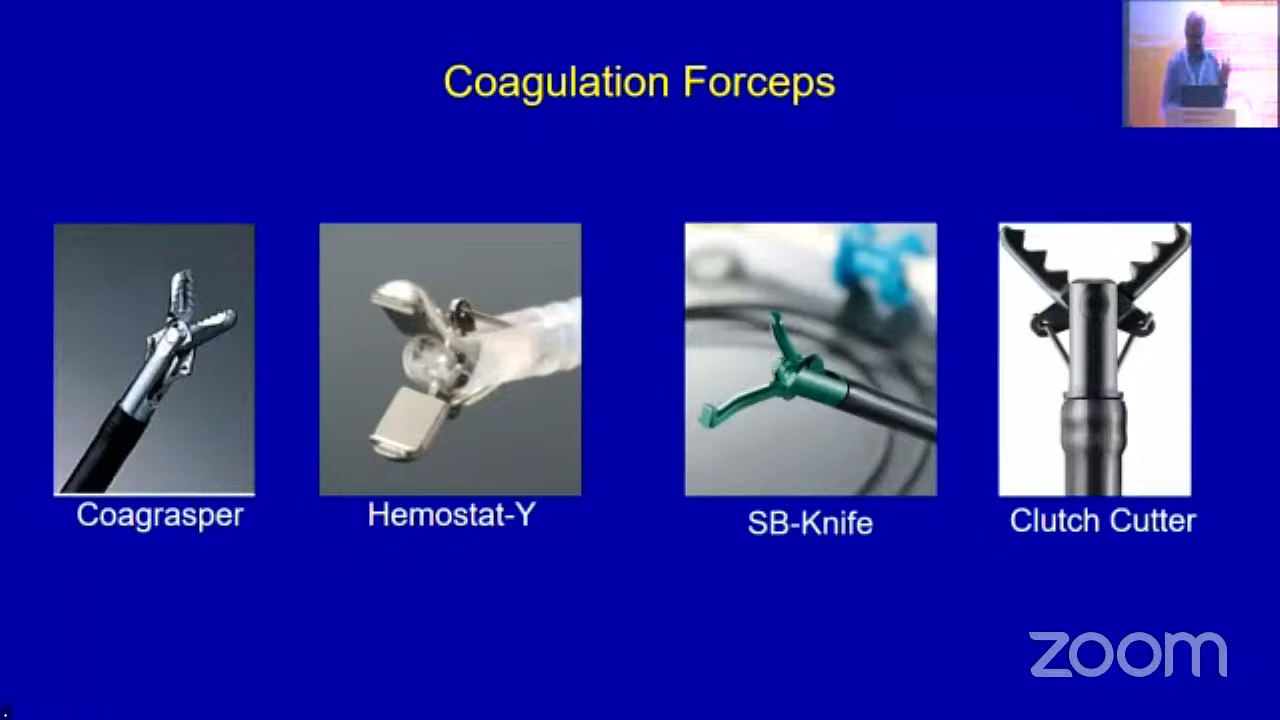 Coagulation Forceps
Coagrasper
Hemostat-Y
SB-Knife
Clutch Cutter
zoom